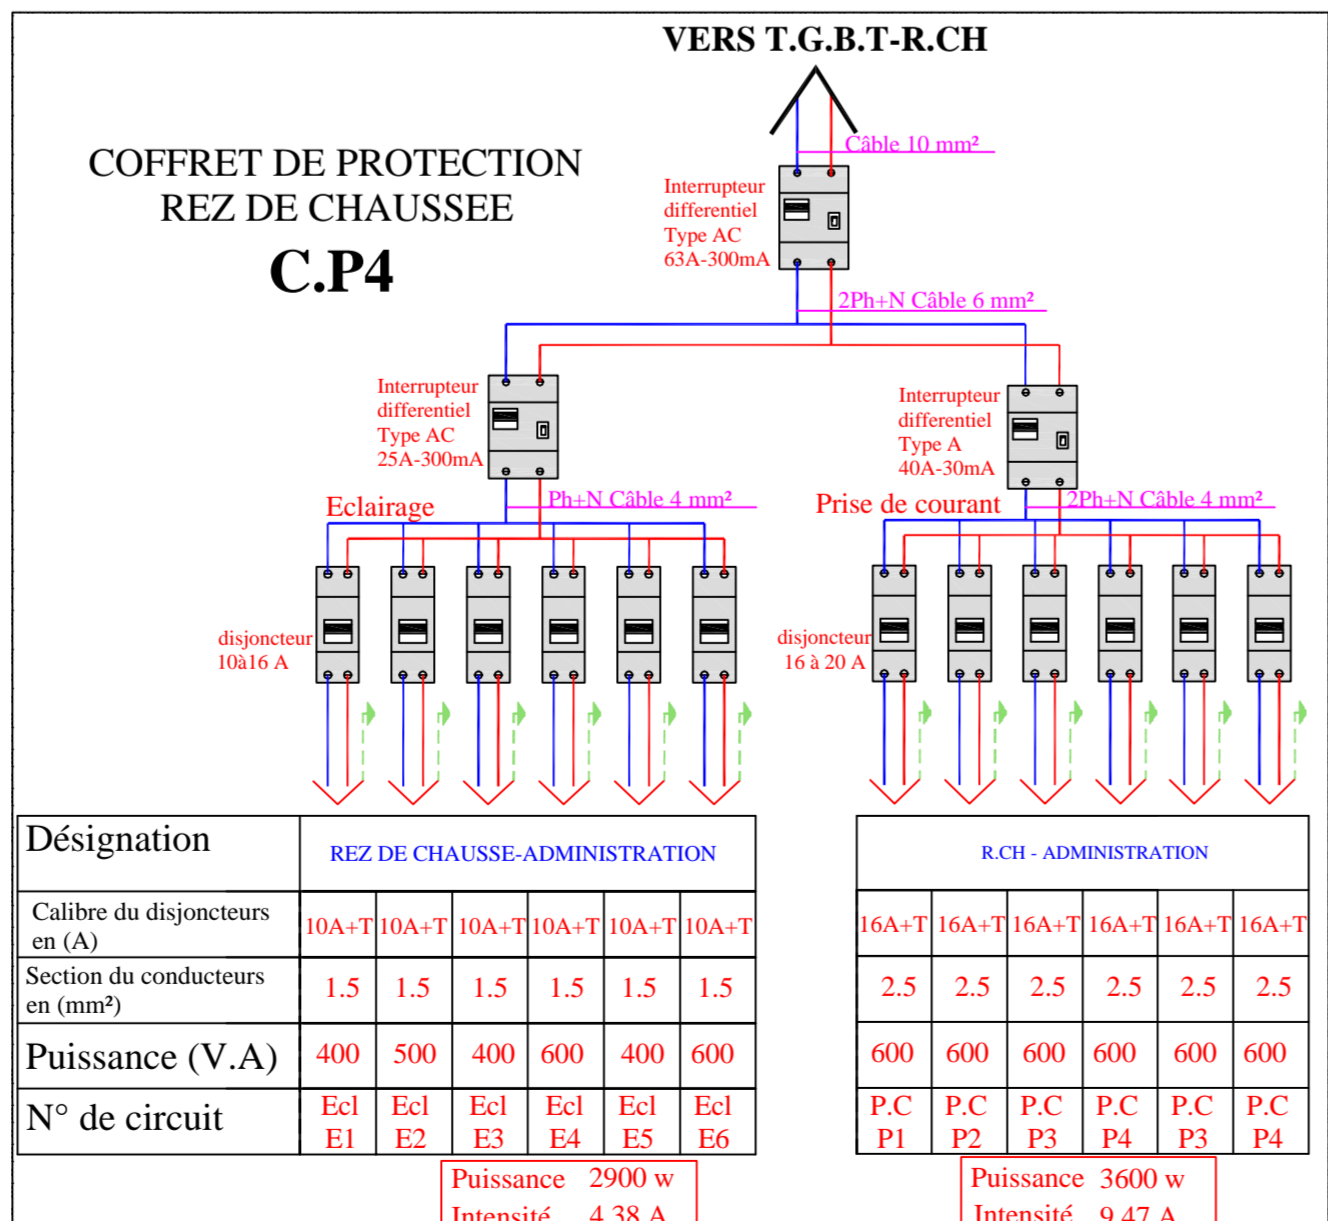 VERS T.G.B.T-R.CH
Câble 10 mm²
COFFRET DE PROTECTION
REZ DE CHAUSSEE
C.P4
Interrupteur
differentiel
Type AC
63A-300mA
2Ph+N Câble 6 mm²
Interrupteur
differentiel
Type AC
25A-300mA
Interrupteur
differentiel
Type A
40A-30mA
Eclairage
Ph+N Câble 4 mm²
Prise de courant
2Ph+N Câble 4 mm²
disjoncteur
10à16 A
disjoncteur
16 à 20 A
Désignation
REZ DE CHAUSSE-ADMINISTRATION
Calibre du disjoncteurs
en (A)
10A+T 10A+T 10A+T 10A+T 10A+T 10A+T
Section du conducteurs
en (mm²)
1.5 1.5 1.5 1.5 1.5 1.5
Puissance (V.A)
400 500 400 600 400 600
N° de circuit
Ecl Ecl Ecl Ecl Ecl Ecl
E1 E2 E3 E4 E5 E6
Puissance 2900 w
Intensité 4.38 A
R.CH - ADMINISTRATION
16A+T 16A+T 16A+T 16A+T 16A+T 16A+T
2.5 2.5 2.5 2.5 2.5 2.5
600 600 600 600 600 600
P.C P.C P.C P.C P.C P.C
P1 P2 P3 P4 P3 P4
Puissance 3600 w
Intensité 9.47 A